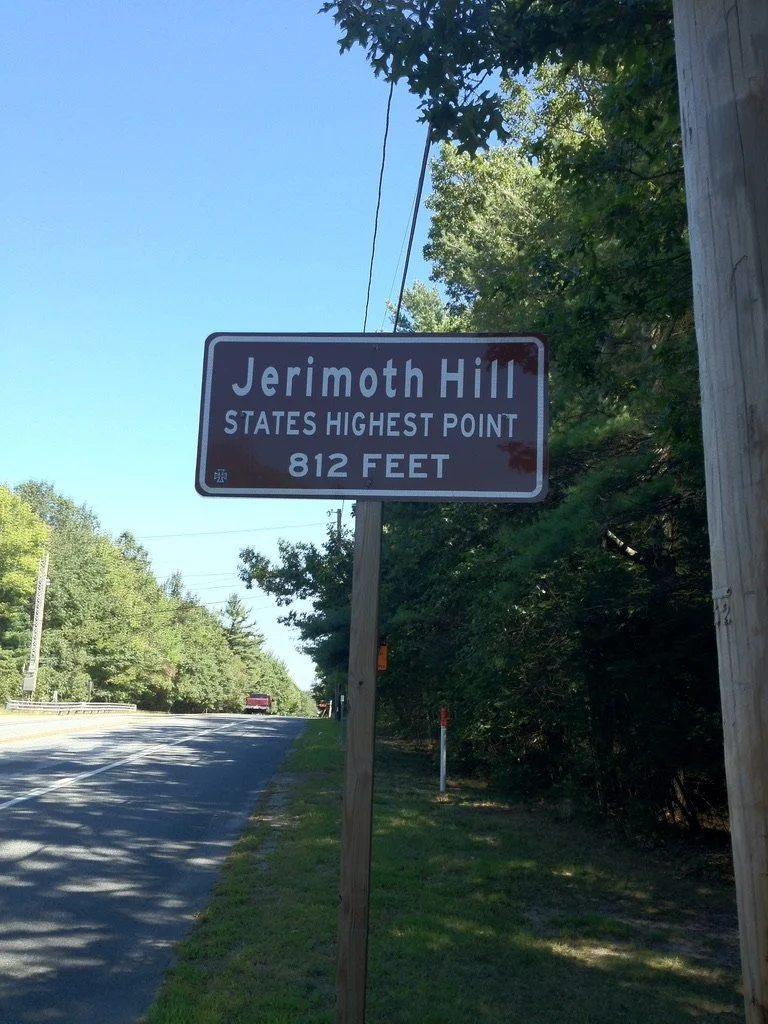 Jerimoth Hill
STATES HIGHEST POINT
812 FEET